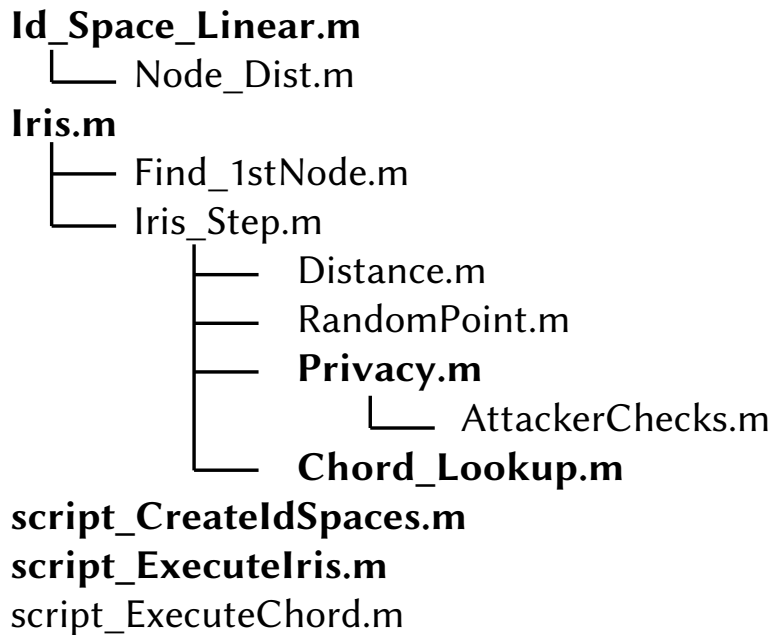 Id_Space_Linear.m
Node_Dist.m
Iris.m
Find_1stNode.m
Iris_Step.m
Distance.m
RandomPoint.m
Privacy.m
AttackerChecks.m
Chord_Lookup.m
script_CreateIdSpaces.m
script_ExecuteIris.m
script_ExecuteChord.m